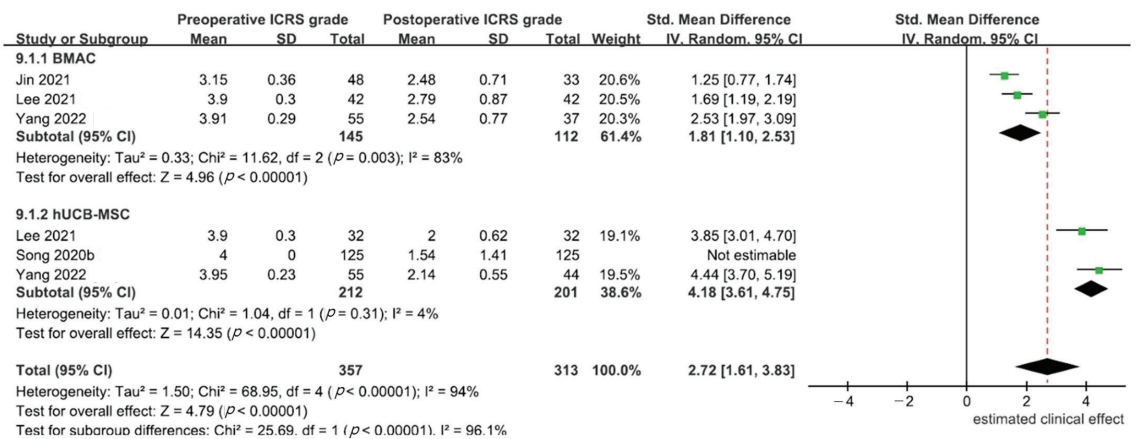 Preoperative ICRS grade Postoperative ICRS grade Std. Mean Difference Std. Mean Difference
Study or Subgroup Mean SD Total Mean SD Total Weight IV. Random. 95% CI IV. Random. 95% CI
9.1.1 BMAC
Jin 2021 3.15 0.36 48 2.48 0.71 33 20.6% 1.25 [0.77, 1.74]
Lee 2021 3.9 0.3 42 2.79 0.87 42 20.5% 1.69 [1.19, 2.19]
Yang 2022 3.91 0.29 55 2.54 0.77 37 20.3% 2.53 [1.97, 3.09]
Subtotal (95% CI) 145 112 61.4% 1.81 [1.10, 2.53]
Heterogeneity: Tau² = 0.33; Chi² = 11.62, df = 2 (p = 0.003); I² = 83%
Test for overall effect: Z = 4.96 (p < 0.00001)
9.1.2 hUCB-MSC
Lee 2021 3.9 0.3 32 2 0.62 32 19.1% 3.85 [3.01, 4.70]
Song 2020b 4 0 125 1.54 1.41 125 Not estimable
Yang 2022 3.95 0.23 55 2.14 0.55 44 19.5% 4.44 [3.70, 5.19]
Subtotal (95% CI) 212 201 38.6% 4.18 [3.61, 4.75]
Heterogeneity: Tau² = 0.01; Chi² = 1.04, df = 1 (p = 0.31); I² = 4%
Test for overall effect: Z = 14.35 (p < 0.00001)
Total (95% CI) 357 313 100.0% 2.72 [1.61, 3.83]
Heterogeneity: Tau² = 1.50; Chi² = 68.95, df = 4 (p < 0.00001); I² = 94%
Test for overall effect: Z = 4.79 (p < 0.00001)
Test for subgroup differences: Chi² = 25.69. df = 1 (p < 0.00001). I² = 96.1%
−4 −2 0 2 4
estimated clinical effect